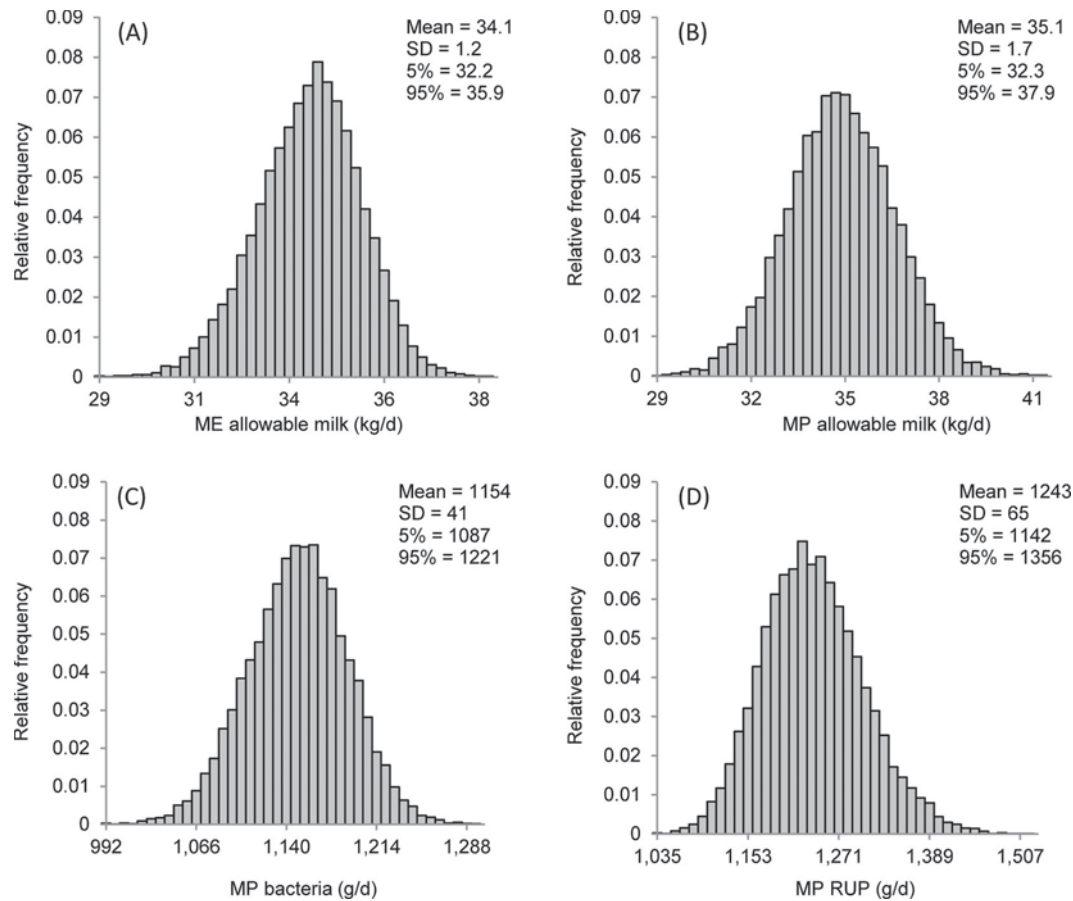 (A)
Mean = 34.1
SD = 1.2
5% = 32.2
95% = 35.9
Relative frequency
0.09
0.08
0.07
0.06
0.05
0.04
0.03
0.02
0.01
0
29 31 34 36 38
ME allowable milk (kg/d)
(B)
Mean = 35.1
SD = 1.7
5% = 32.3
95% = 37.9
Relative frequency
0.09
0.08
0.07
0.06
0.05
0.04
0.03
0.02
0.01
0
29 32 35 38 41
MP allowable milk (kg/d)
(C)
Mean = 1154
SD = 41
5% = 1087
95% = 1221
Relative frequency
0.09
0.08
0.07
0.06
0.05
0.04
0.03
0.02
0.01
0
992 1,066 1,140 1,214 1,288
MP bacteria (g/d)
(D)
Mean = 1243
SD = 65
5% = 1142
95% = 1356
Relative frequency
0.09
0.08
0.07
0.06
0.05
0.04
0.03
0.02
0.01
0
1,035 1,153 1,271 1,389 1,507
MP RUP (g/d)